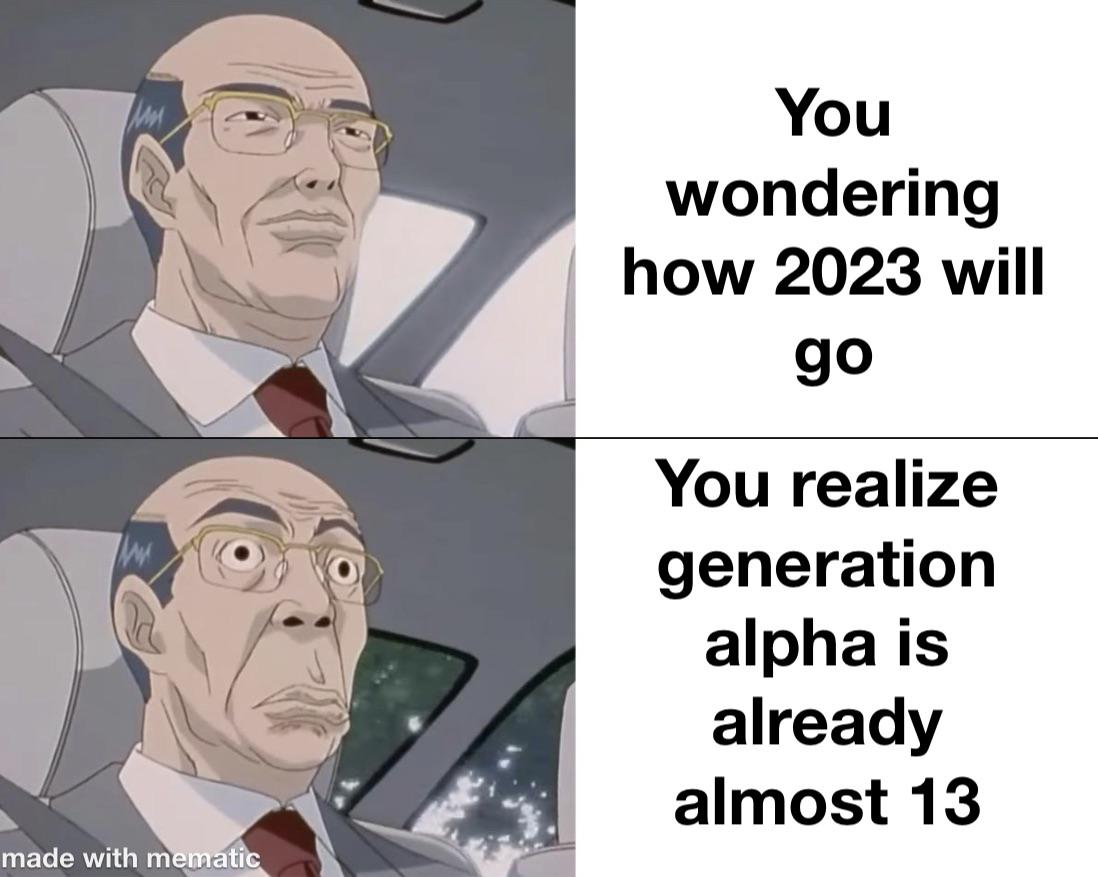 You
wondering
how 2023 will
go
You realize
generation
alpha is
already
almost 13
made with mematic